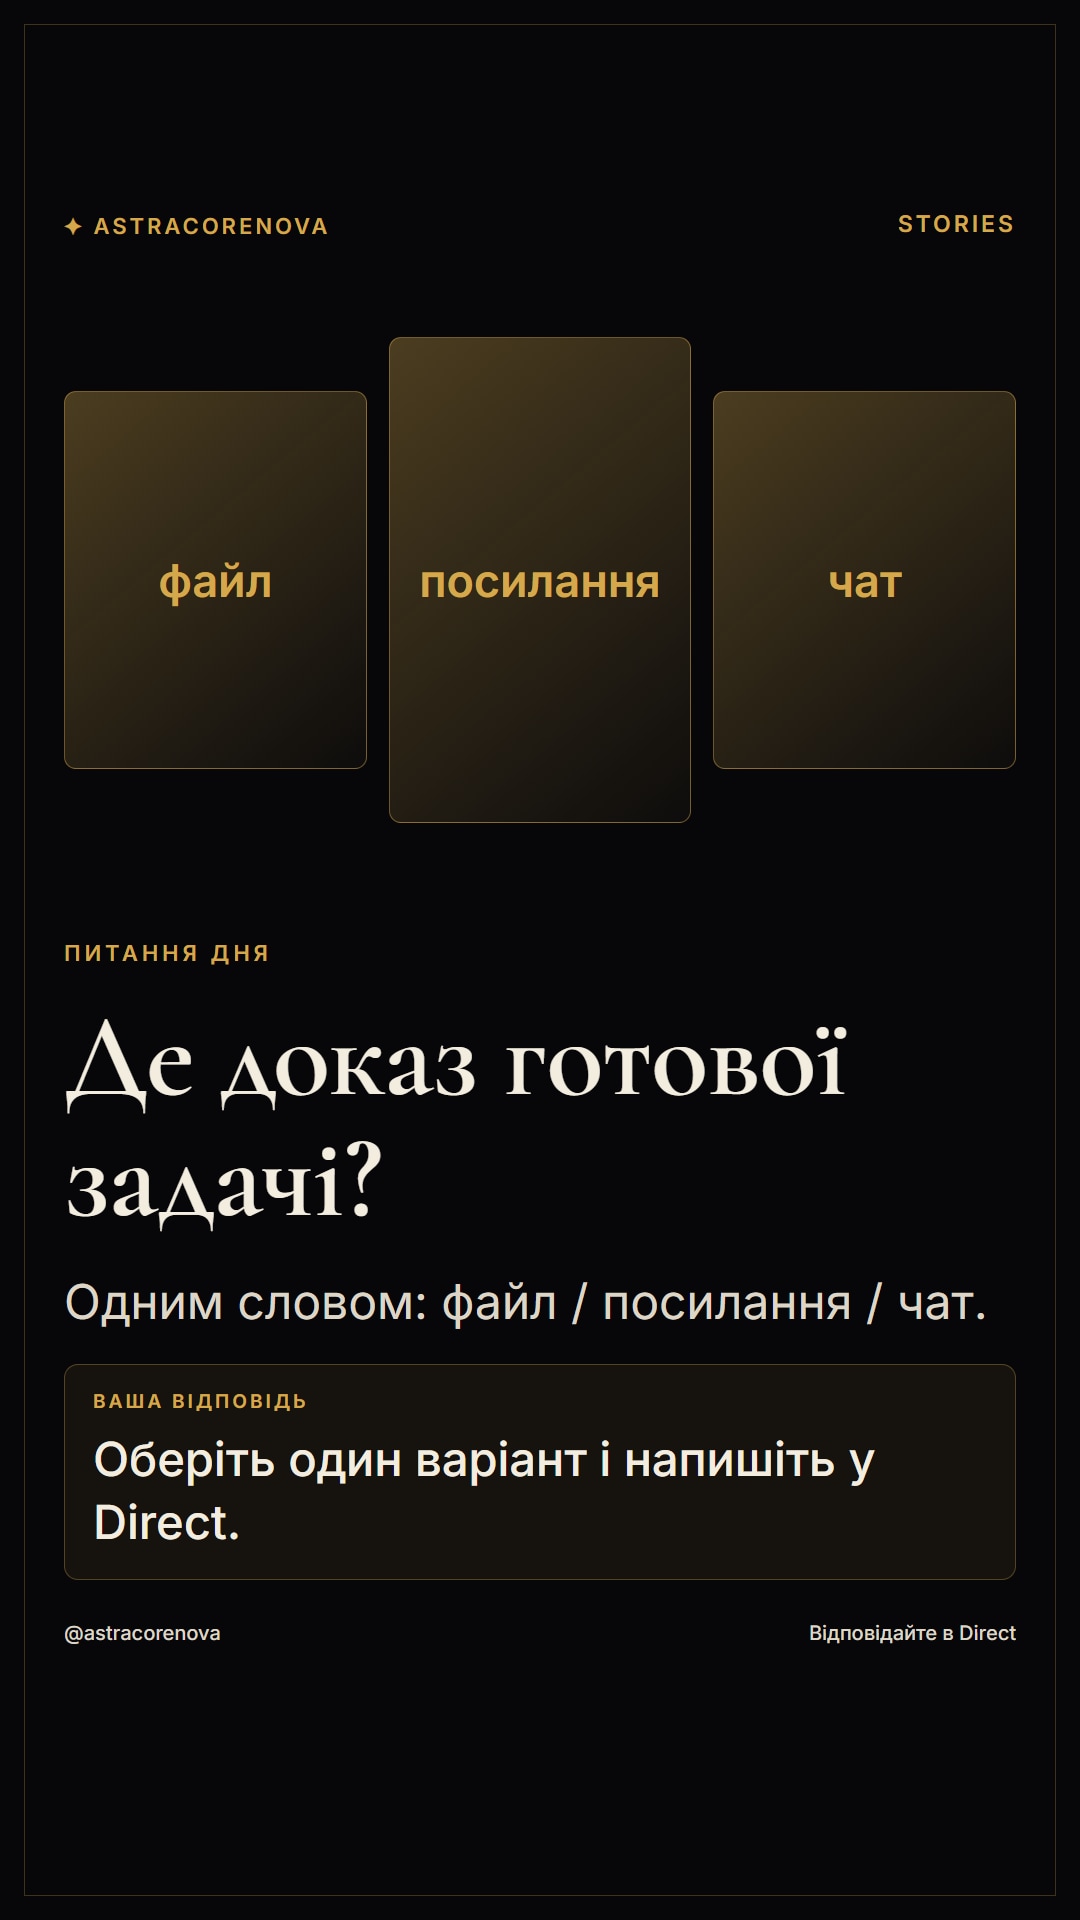 ✦ ASTRACORENOVA
STORIES
файл
посилання
чат
ПИТАННЯ ДНЯ
Де доказ готової
задачі?
Одним словом: файл / посилання / чат.
ВАША ВІДПОВІДЬ
Оберіть один варіант і напишіть у
Direct.
@astracorenova
Відповідайте в Direct